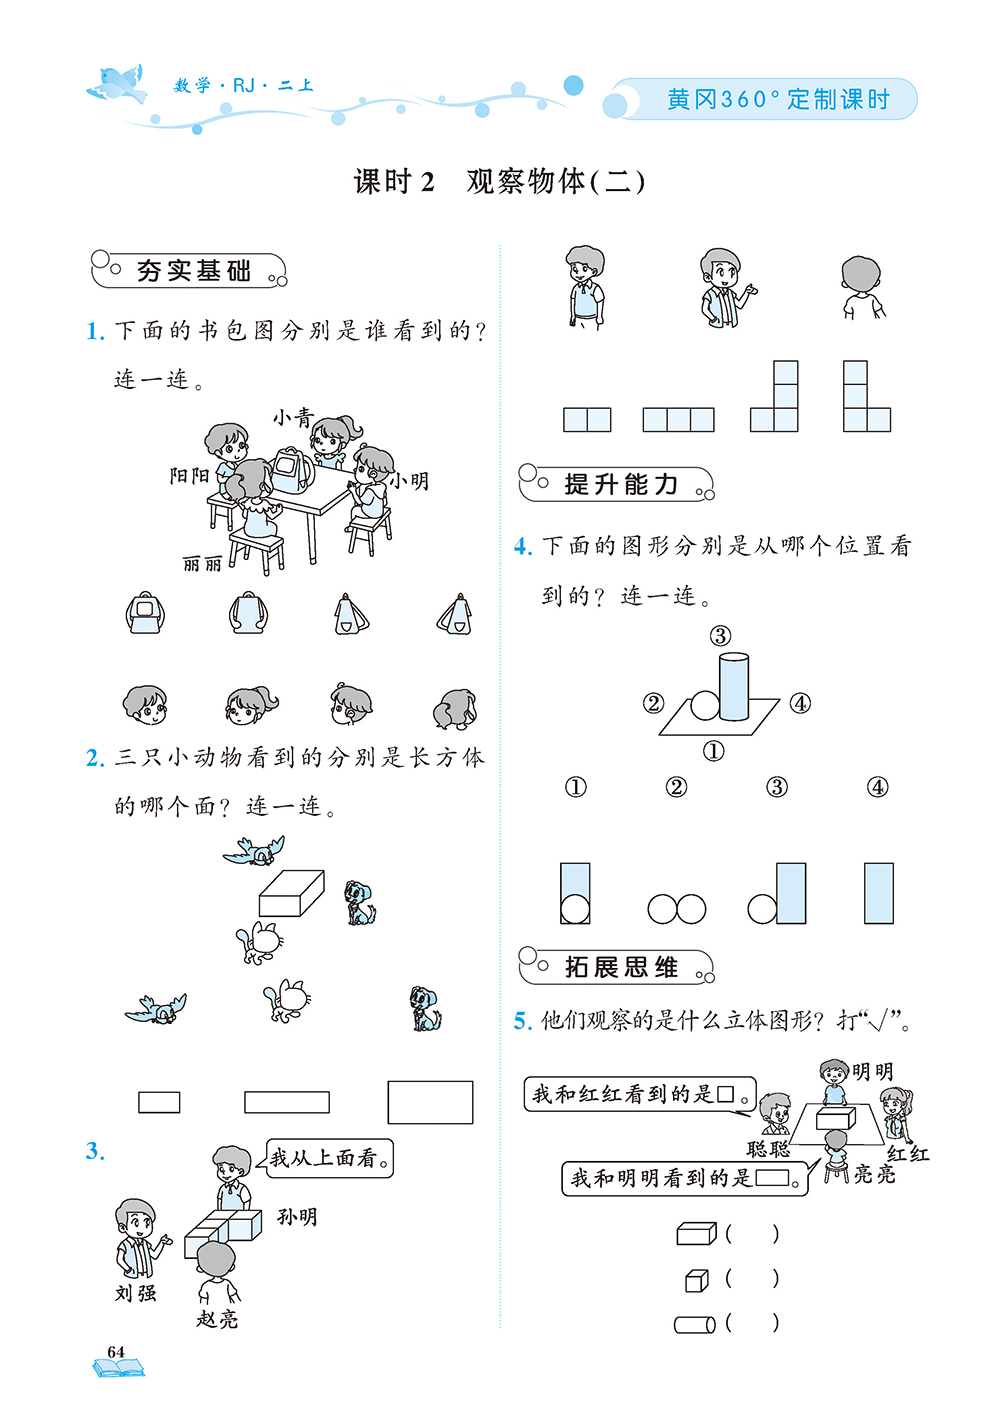 数学·RJ·二上
黄冈360°定制课时
课时2 观察物体(二)
夯实基础
1. 下面的书包图分别是谁看到的?
连一连。
小青
阳阳
小明
丽丽
2. 三只小动物看到的分别是长方体
的哪个面? 连一连。
3.
我从上面看。
孙明
刘强
赵亮
提升能力
4. 下面的图形分别是从哪个位置看
到的? 连一连。
③
② ④
①
① ② ③ ④
拓展思维
5. 他们观察的是什么立体图形? 打“√”。
明明
我和红红看到的是□。
聪聪
红红
我和明明看到的是▭。
亮亮
( )
( )
( )
64